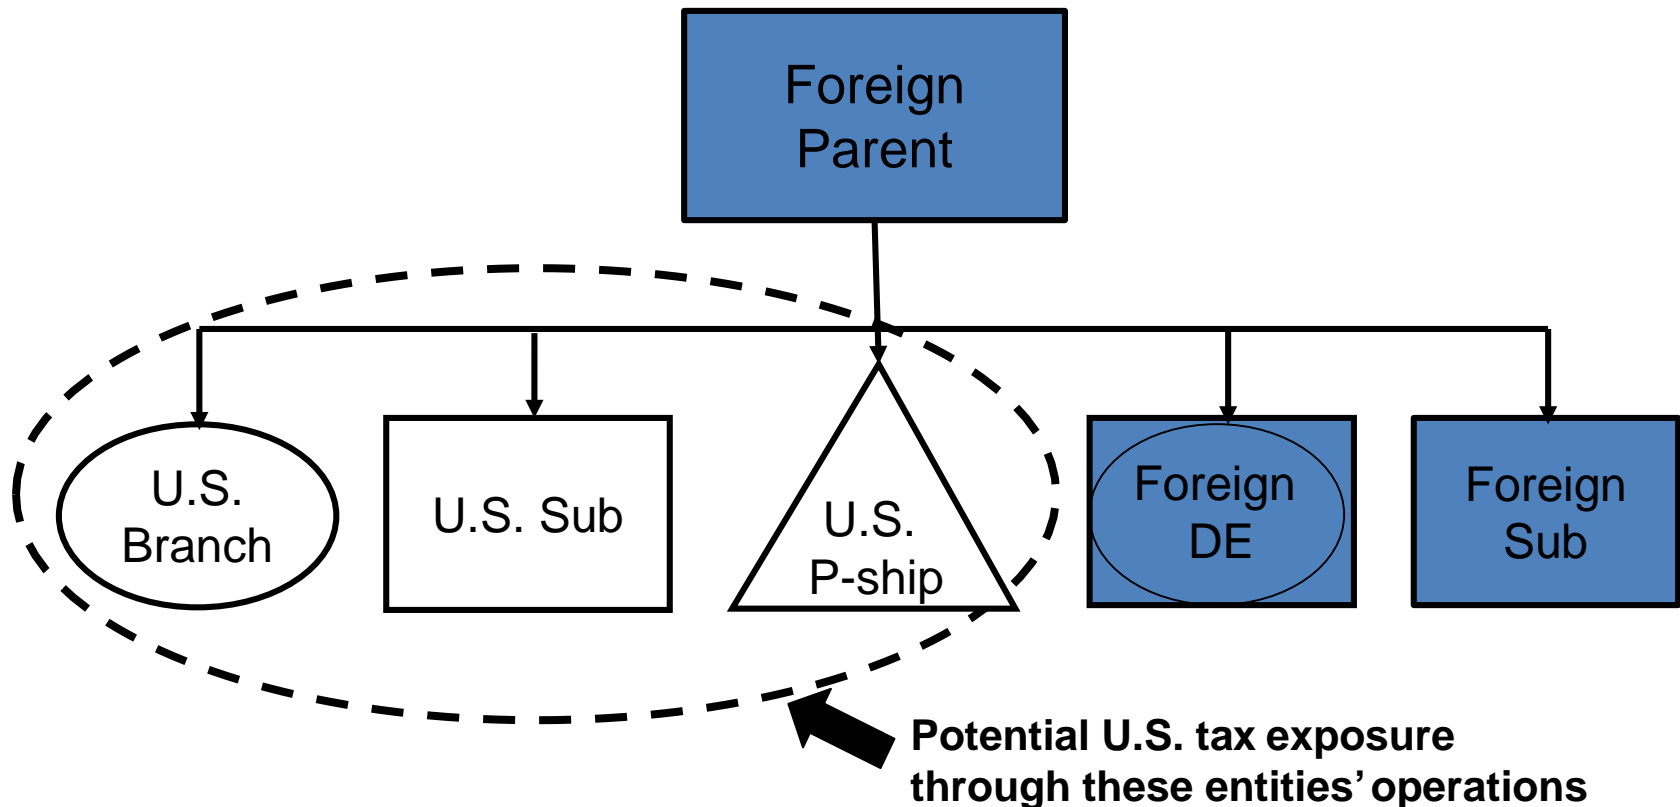 Foreign
Parent
U.S.
Branch
U.S. Sub
U.S.
P-ship
Foreign
DE
Foreign
Sub
Potential U.S. tax exposure
through these entities’ operations